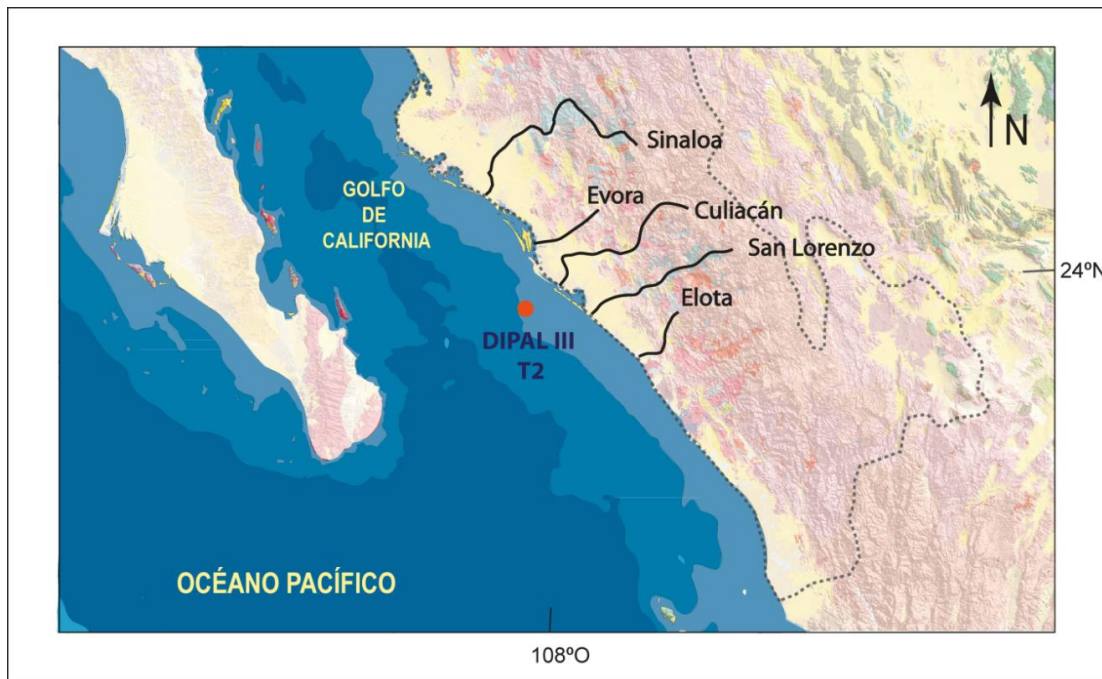 N
Sinaloa
GOLFO
DE
CALIFORNIA
Evora
Culiacán
San Lorenzo
24ºN
Elota
DIPAL III
T2
OCÉANO PACÍFICO
108ºO